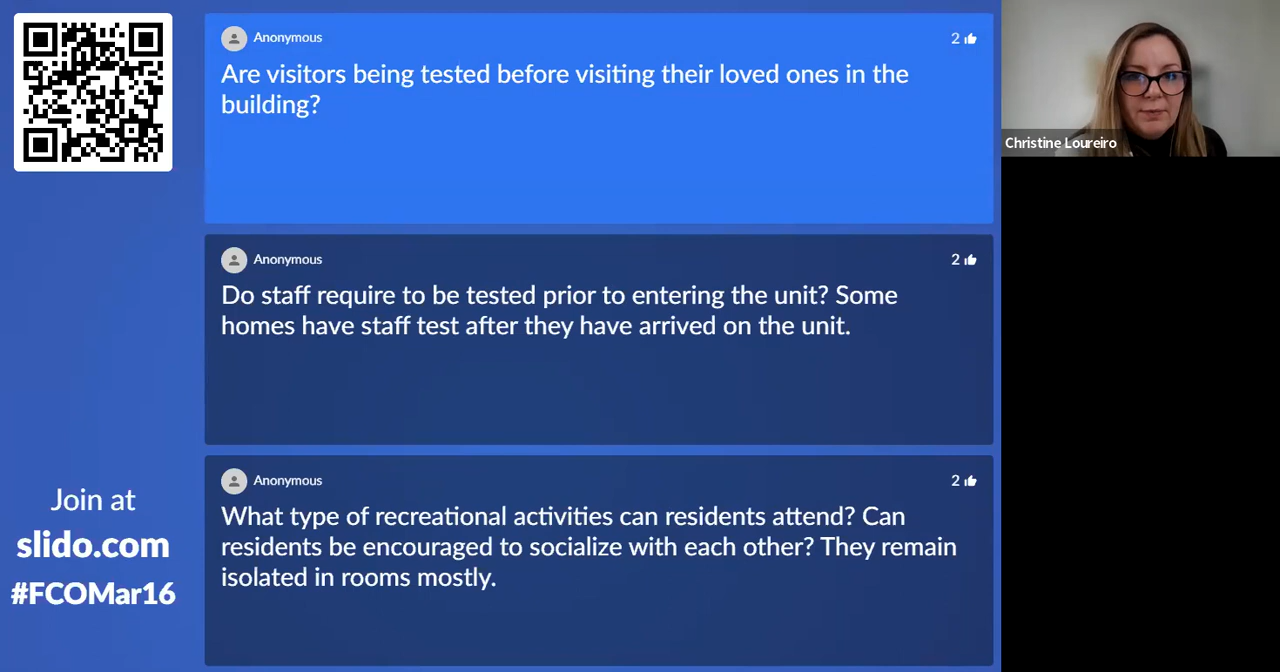 Anonymous
2
Are visitors being tested before visiting their loved ones in the
building?
Anonymous
2
Do staff require to be tested prior to entering the unit? Some
homes have staff test after they have arrived on the unit.
Anonymous
2
What type of recreational activities can residents attend? Can
residents be encouraged to socialize with each other? They remain
isolated in rooms mostly.
Join at
slido.com
#FCOMar16
Christine Loureiro